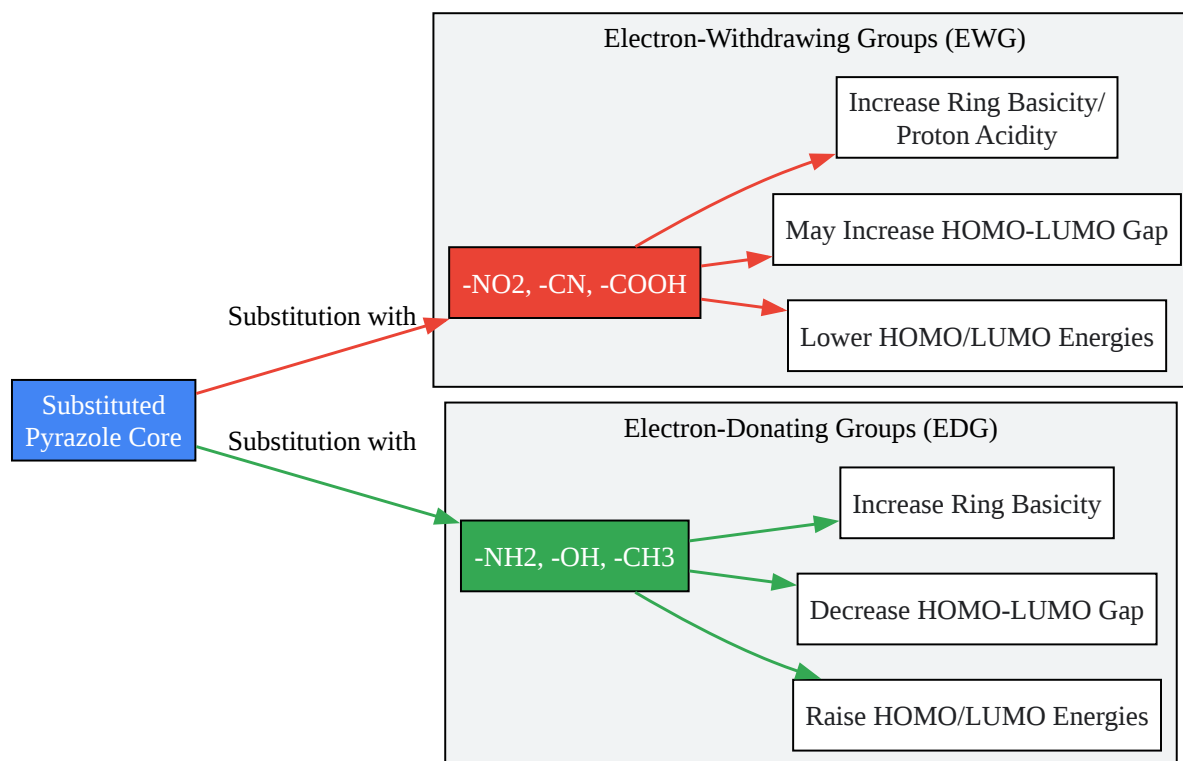 Electron-Withdrawing Groups (EWG)
Increase Ring Basicity/
Proton Acidity
May Increase HOMO-LUMO Gap
-NO2, -CN, -COOH
Lower HOMO/LUMO Energies
Substitution with
Substituted
Pyrazole Core
Substitution with
Electron-Donating Groups (EDG)
Increase Ring Basicity
-NH2, -OH, -CH3
Decrease HOMO-LUMO Gap
Raise HOMO/LUMO Energies